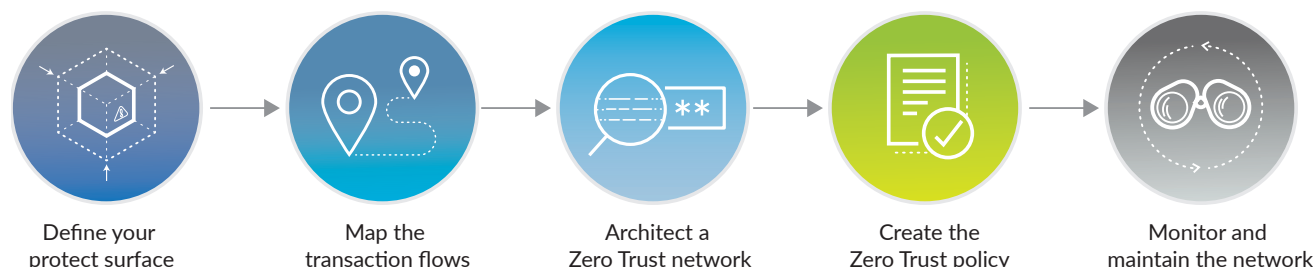 Define your
protect surface
Map the
transaction flows
Architect a
Zero Trust network
Create the
Zero Trust policy
Monitor and
maintain the network
**